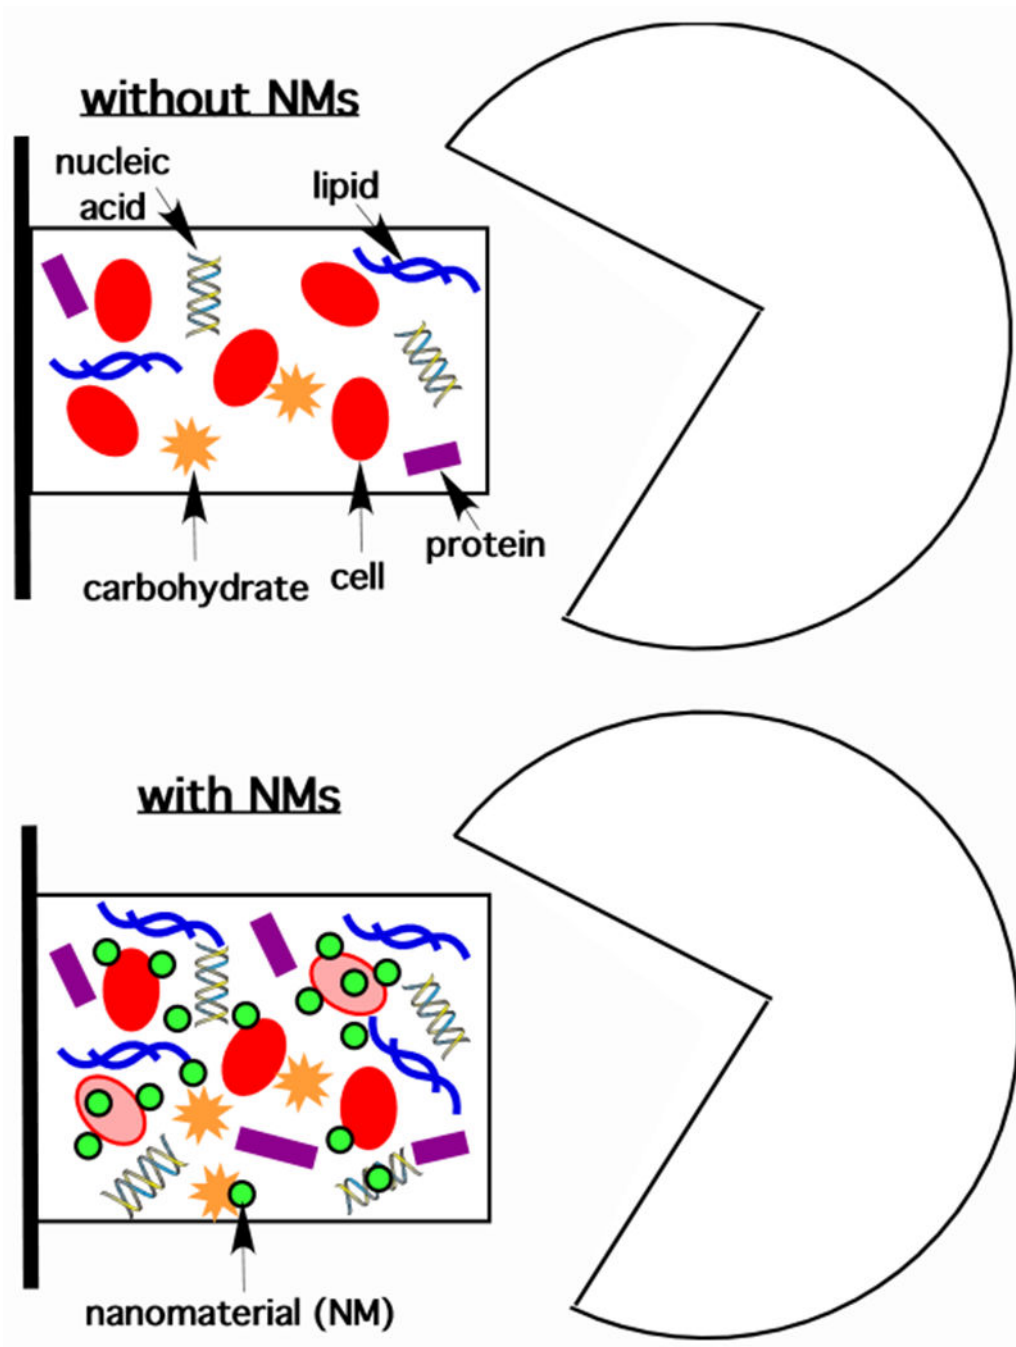 without NMs
nucleic
acid
lipid
protein
cell
carbohydrate
with NMs
nanomaterial (NM)